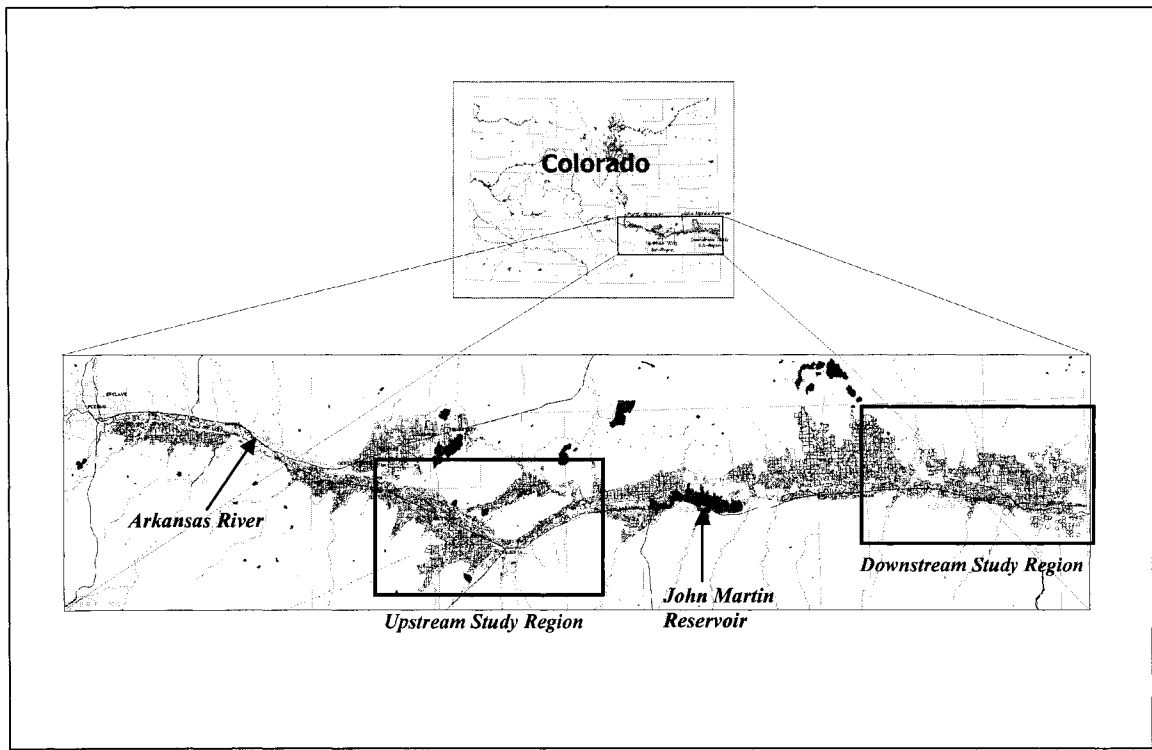 Colorado
Arkansas River
Upstream Study Region
John Martin
Reservoir
Downstream Study Region